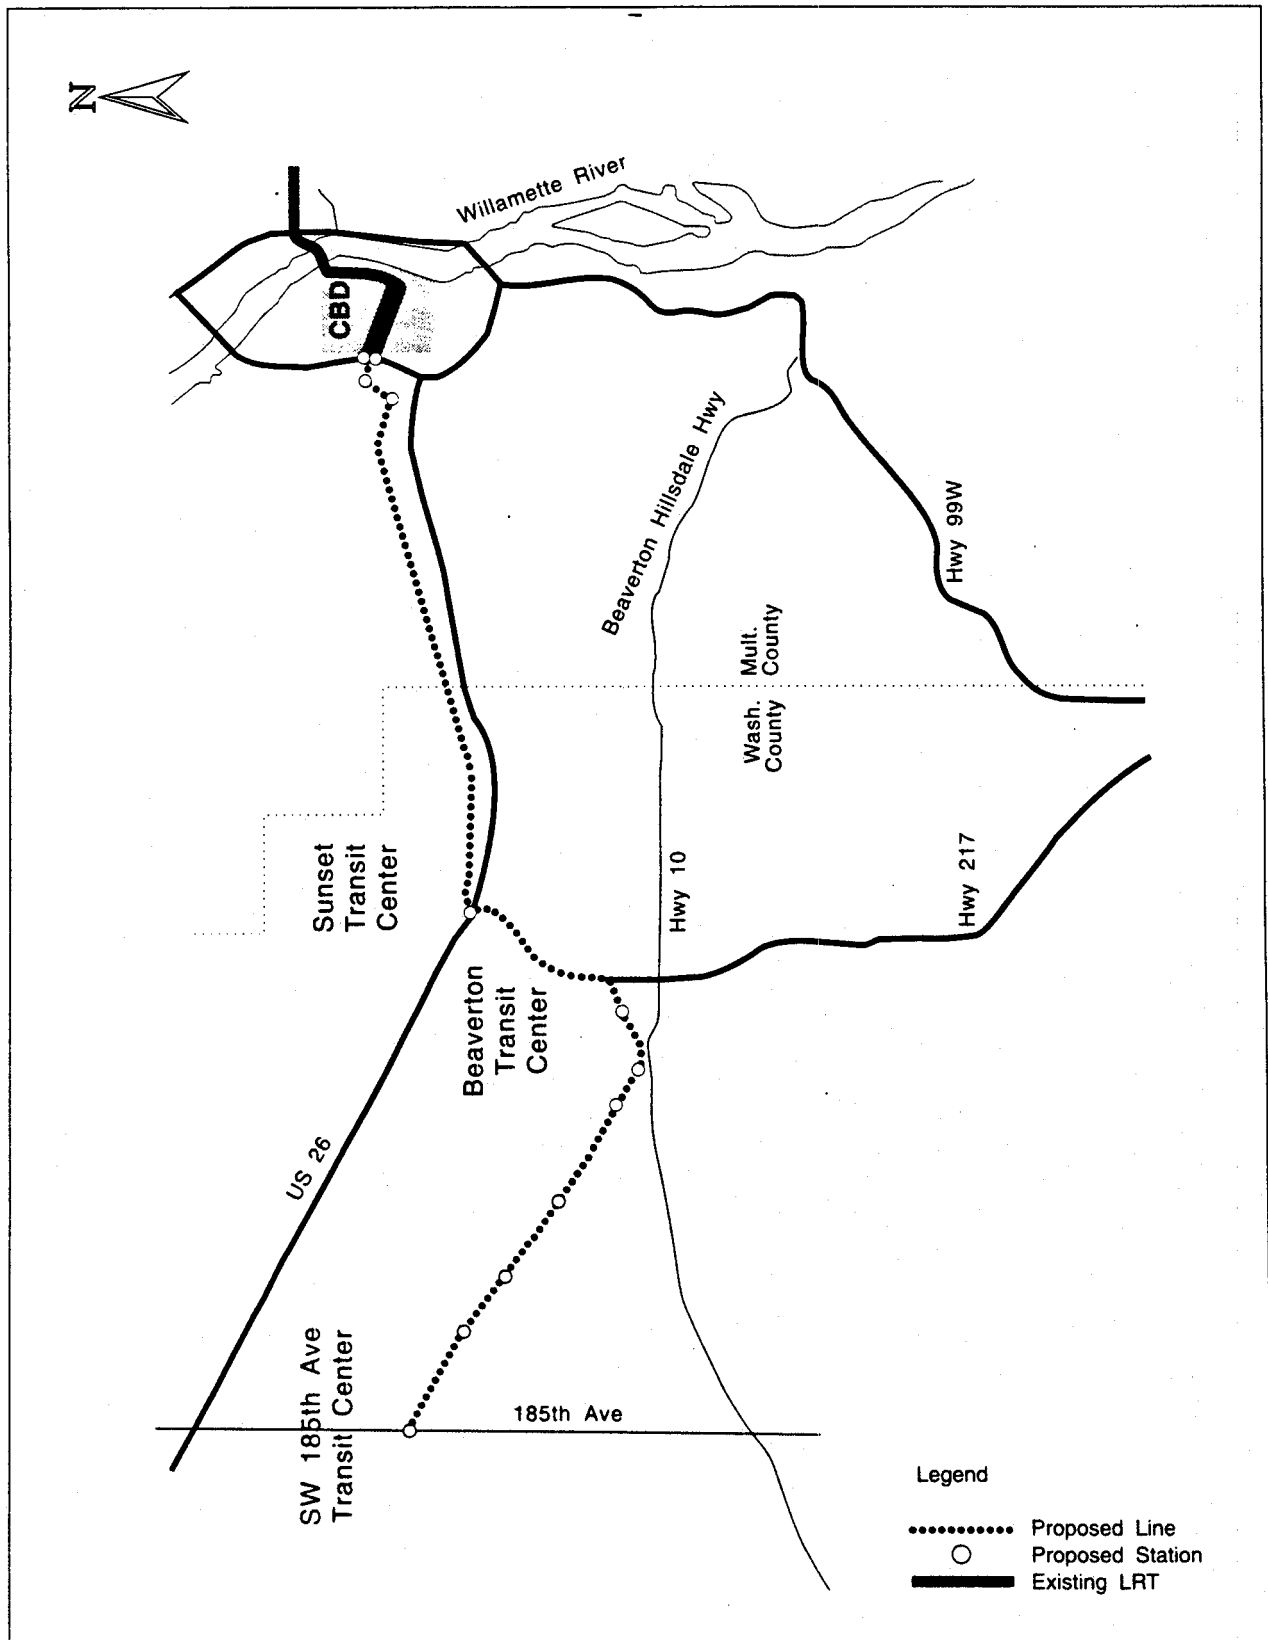 N
Willamette River
CBD
Beaverton Hillsdale Hwy
Hwy 99W
Mult.
County
Wash.
County
Sunset
Transit
Center
Hwy 10
Hwy 217
Beaverton
Transit
Center
US 26
SW 185th Ave
Transit Center
185th Ave
Legend
Proposed Line
Proposed Station
Existing LRT